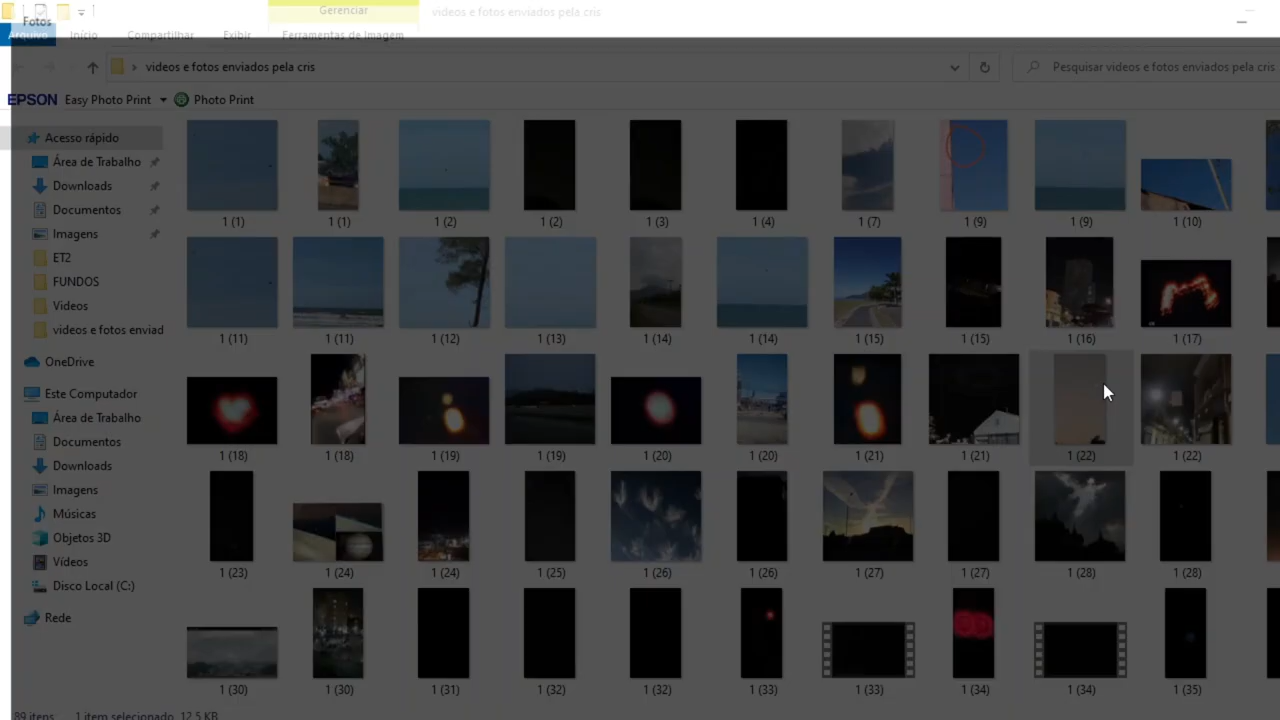 Gerenciar
videos e fotos enviados pela cris
Fotos
Arquivo Início Compartilhar Exibir Ferramentas de Imagem
videos e fotos enviados pela cris
Pesquisar videos e fotos enviados pela cris
EPSON Easy Photo Print Photo Print
Acesso rápido
Área de Trabalho
Downloads
Documentos
Imagens
ET2
FUNDOS
Videos
videos e fotos enviad
OneDrive
Este Computador
Área de Trabalho
Documentos
Downloads
Imagens
Músicas
Objetos 3D
Vídeos
Disco Local (C:)
Rede
1 (1) 1 (1) 1 (2) 1 (2) 1 (3) 1 (4) 1 (7) 1 (9) 1 (9) 1 (10)
1 (11) 1 (11) 1 (12) 1 (13) 1 (14) 1 (14) 1 (15) 1 (15) 1 (16) 1 (17)
1 (18) 1 (18) 1 (19) 1 (19) 1 (20) 1 (20) 1 (21) 1 (21) 1 (22) 1 (22)
1 (23) 1 (24) 1 (24) 1 (25) 1 (26) 1 (26) 1 (27) 1 (27) 1 (28) 1 (28)
1 (30) 1 (30) 1 (31) 1 (32) 1 (32) 1 (33) 1 (33) 1 (34) 1 (34) 1 (35)
89 itens 1 item selecionado 12,5 KB